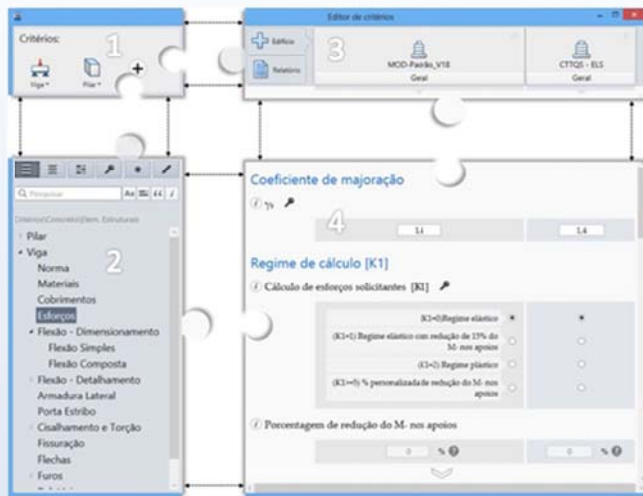 Editor de critérios
Critérios:
1
Viga
Pilar
Edifício
Relatório
3
MOD-Padrão_V18
Geral
CTTQS - ELS
Geral
Pesquisar
Critérios\Concreto\Elem. Estruturais
2
Pilar
Viga
Norma
Materiais
Cobrimentos
Esforços
Flexão - Dimensionamento
Flexão Simples
Flexão Composta
Flexão - Detalhamento
Armadura Lateral
Porta Estribo
Cisalhamento e Torção
Fissuração
Flechas
Furos
Coeficiente de majoração
4
1,4
1,4
Regime de cálculo [K1]
Cálculo de esforços solicitantes [K1]
(K1=0)Regime elástico
(K1=1) Regime elástico com redução de 15% do
M- nos apoios
(K1=2) Regime plástico
(K1>=5) % personalizada de redução do M- nos
apoios
Porcentagem de redução do M- nos apoios
0 %
0 %